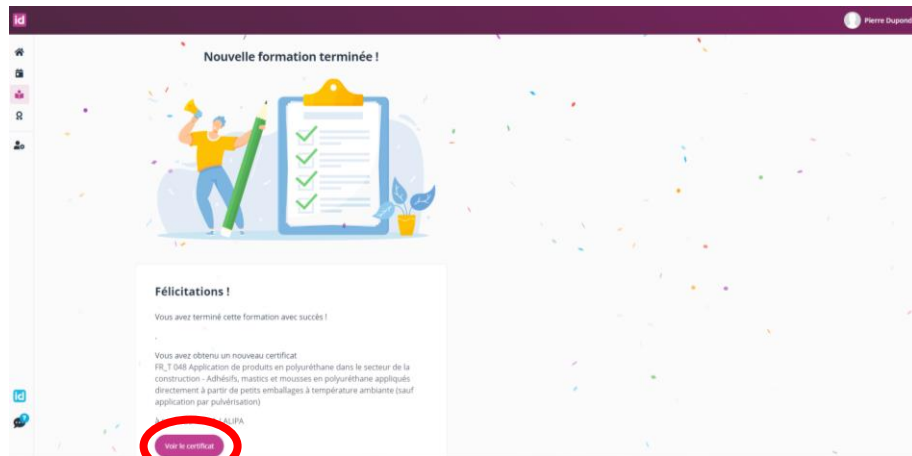 id
Pierre Dupond
Nouvelle formation terminée !
Félicitations !
Vous avez terminé cette formation avec succès !
.
Vous avez obtenu un nouveau certificat
FR_T 048 Application de produits en polyuréthane dans le secteur de la
construction - Adhésifs, mastics et mousses en polyuréthane appliqués
directement à partir de petits emballages à température ambiante (sauf
application par pulvérisation)
ALIPA
Voir le certificat
id